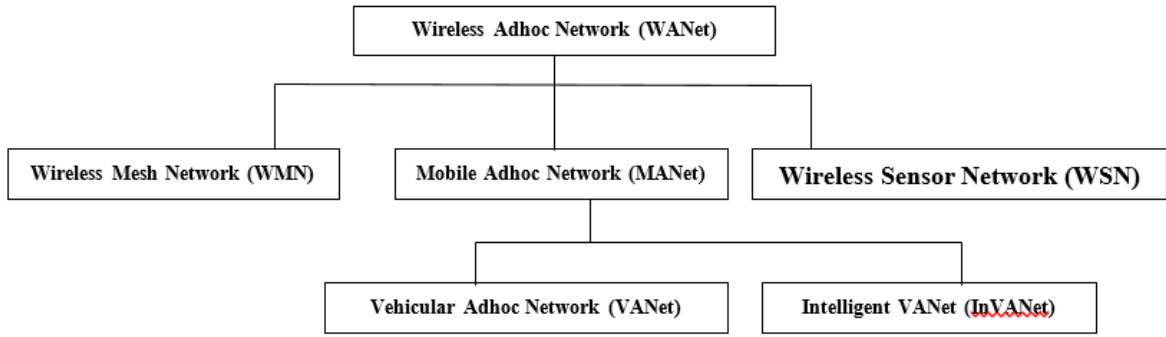 Wireless Adhoc Network (WANet)
Wireless Mesh Network (WMN)
Mobile Adhoc Network (MANet)
Wireless Sensor Network (WSN)
Vehicular Adhoc Network (VANet)
Intelligent VANet (InVANet)